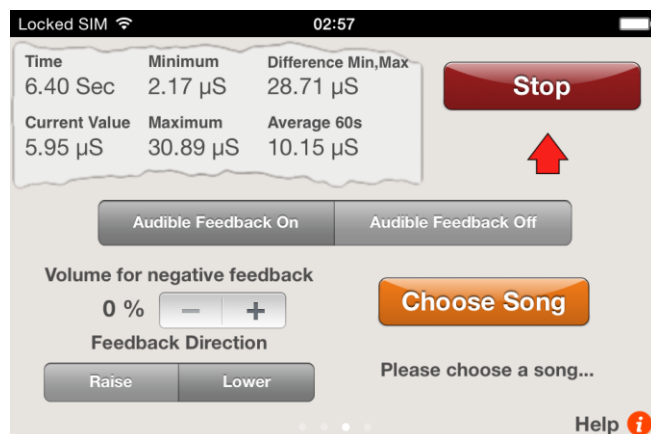 Locked SIM 02:57
Time Minimum Difference Min,Max
6.40 Sec 2.17 µS 28.71 µS
Stop
Current Value Maximum Average 60s
5.95 µS 30.89 µS 10.15 µS
Audible Feedback On Audible Feedback Off
Volume for negative feedback
0 % − +
Choose Song
Feedback Direction
Raise Lower
Please choose a song...
Help i